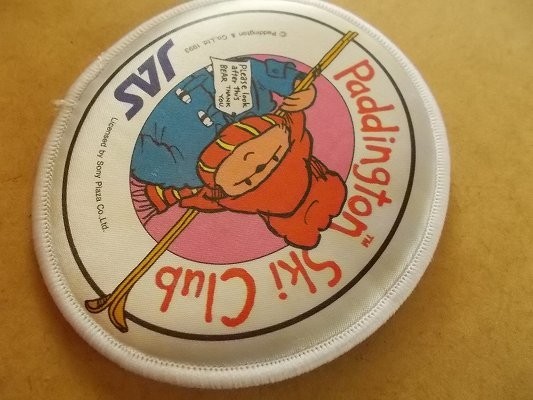 Paddington™
Ski Club
Please look
after this
BEAR
THANK
YOU
© Paddington & Co., Ltd 1993
JAS
Licensed by Sony Plaza Co., Ltd.